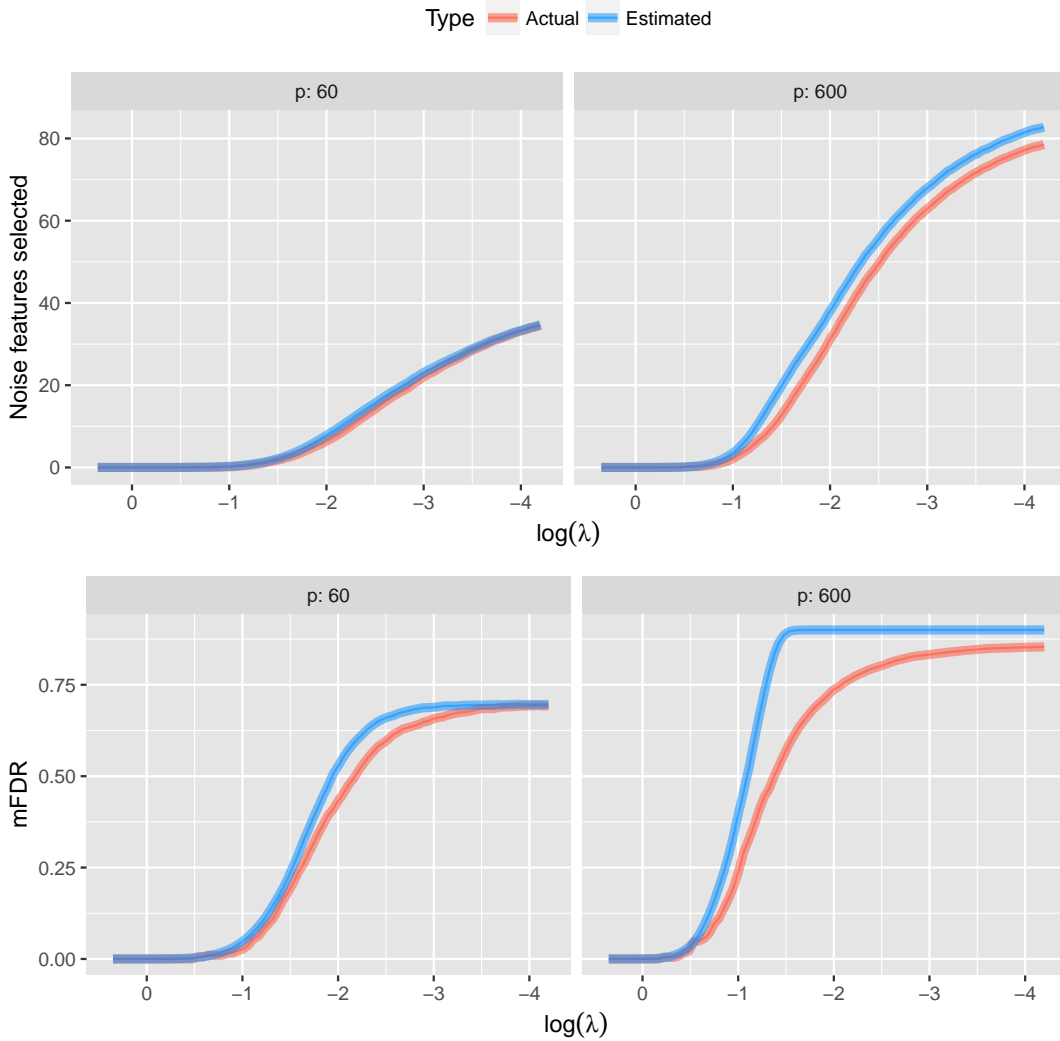 Type Actual Estimated
p: 60 p: 600
80
60
40
20
0
Noise features selected
0 −1 −2 −3 −4 0 −1 −2 −3 −4
log(λ)
p: 60 p: 600
0.75
0.50
0.25
0.00
mFDR
0 −1 −2 −3 −4 0 −1 −2 −3 −4
log(λ)